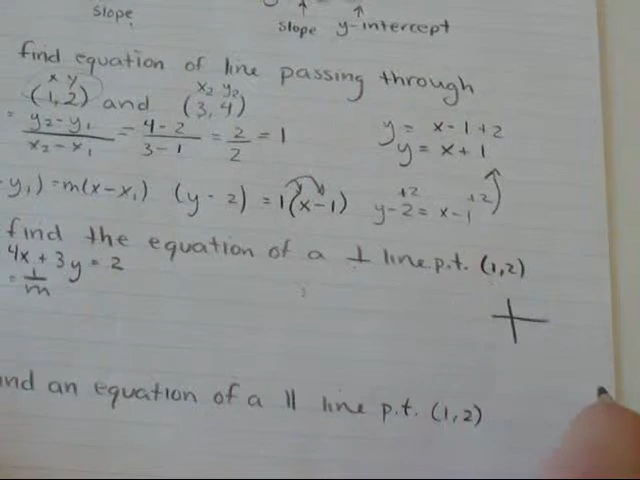 slope
slope y-intercept
find equation of line passing through
x y x2 y2
(1,2) and (3,4)
= y2-y1 / x2-x1 = 4-2 / 3-1 = 2/2 = 1
y = x-1+2
y = x+1
y1) = m(x-x1) (y-2) = 1(x-1) y-2 = x-1
+2 +2
find the equation of a ⊥ line p.t. (1,2)
4x + 3y = 2
= 1/m
nd an equation of a || line p.t. (1,2)